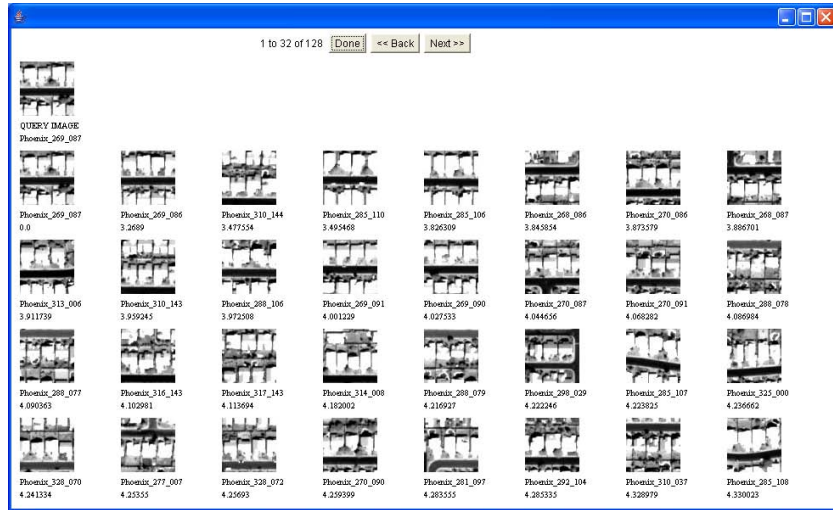 1 to 32 of 128 Done << Back Next >>
QUERY IMAGE
Phoenix_269_087
Phoenix_269_087 Phoenix_269_086 Phoenix_310_144 Phoenix_285_110 Phoenix_285_106 Phoenix_268_086 Phoenix_270_086 Phoenix_268_087
0.0 3.2689 3.477554 3.495468 3.826309 3.845854 3.873579 3.886701
Phoenix_313_006 Phoenix_310_143 Phoenix_288_106 Phoenix_269_091 Phoenix_269_090 Phoenix_270_087 Phoenix_270_091 Phoenix_288_078
3.911739 3.959245 3.972508 4.001229 4.027533 4.044656 4.068282 4.086984
Phoenix_288_077 Phoenix_316_143 Phoenix_317_143 Phoenix_314_008 Phoenix_288_079 Phoenix_298_029 Phoenix_285_107 Phoenix_325_000
4.090363 4.102981 4.113694 4.182002 4.216927 4.222246 4.223825 4.236662
Phoenix_328_070 Phoenix_277_007 Phoenix_328_072 Phoenix_270_090 Phoenix_281_097 Phoenix_292_104 Phoenix_310_037 Phoenix_285_108
4.241334 4.25355 4.25693 4.259399 4.283555 4.285335 4.328979 4.330023